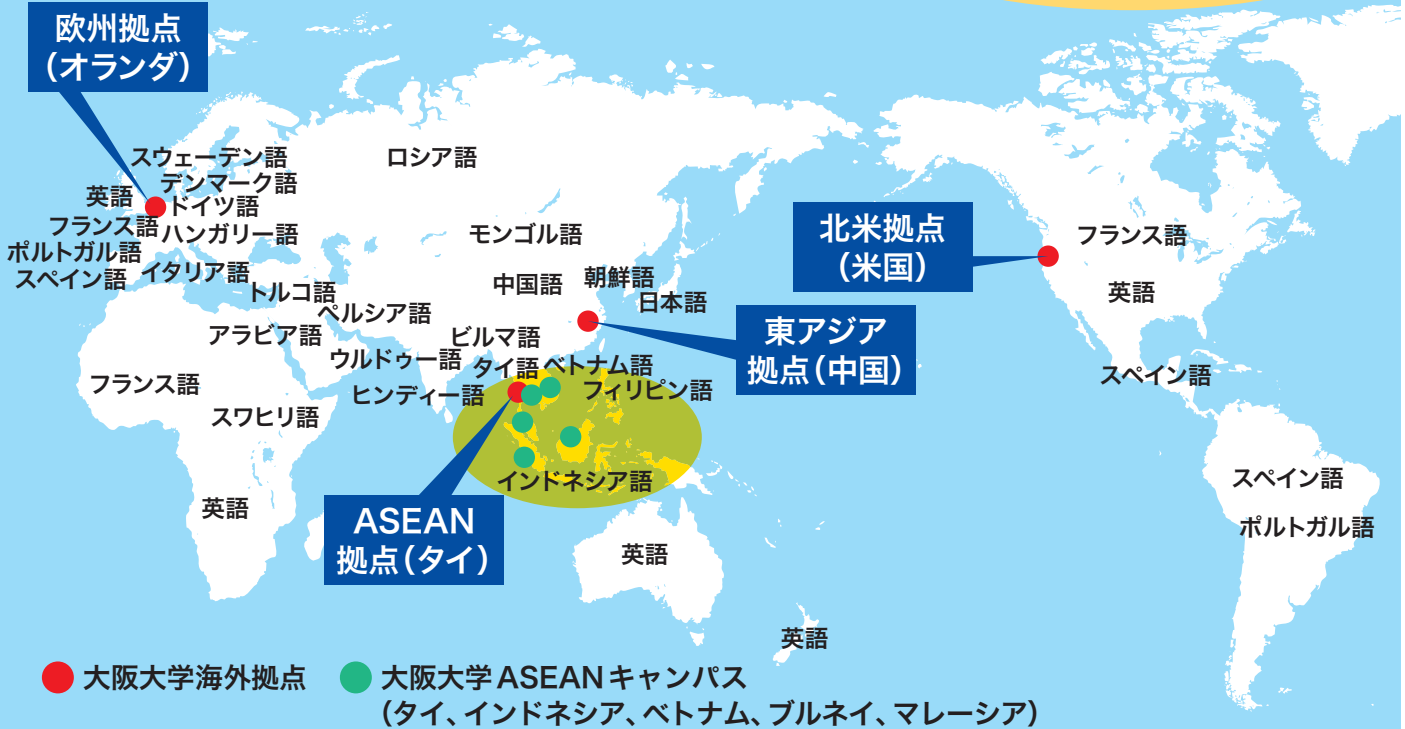 欧州拠点
（オランダ）
スウェーデン語
デンマーク語
英語
ドイツ語
フランス語
ハンガリー語
ポルトガル語
スペイン語
イタリア語
トルコ語
ペルシア語
アラビア語
ウルドゥー語
ヒンディー語
フランス語
スワヒリ語
英語
ロシア語
モンゴル語
中国語
朝鮮語
日本語
ビルマ語
タイ語
ベトナム語
フィリピン語
インドネシア語
ASEAN
拠点（タイ）
東アジア
拠点（中国）
北米拠点
（米国）
フランス語
英語
スペイン語
スペイン語
ポルトガル語
英語
英語
大阪大学海外拠点
大阪大学ASEANキャンパス
（タイ、インドネシア、ベトナム、ブルネイ、マレーシア）